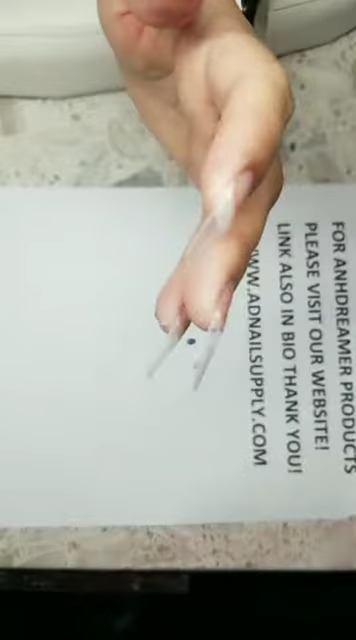 FOR ANHDREAMER PRODUCTS
PLEASE VISIT OUR WEBSITE!
LINK ALSO IN BIO THANK YOU!
WWW.ADNAILSUPPLY.COM